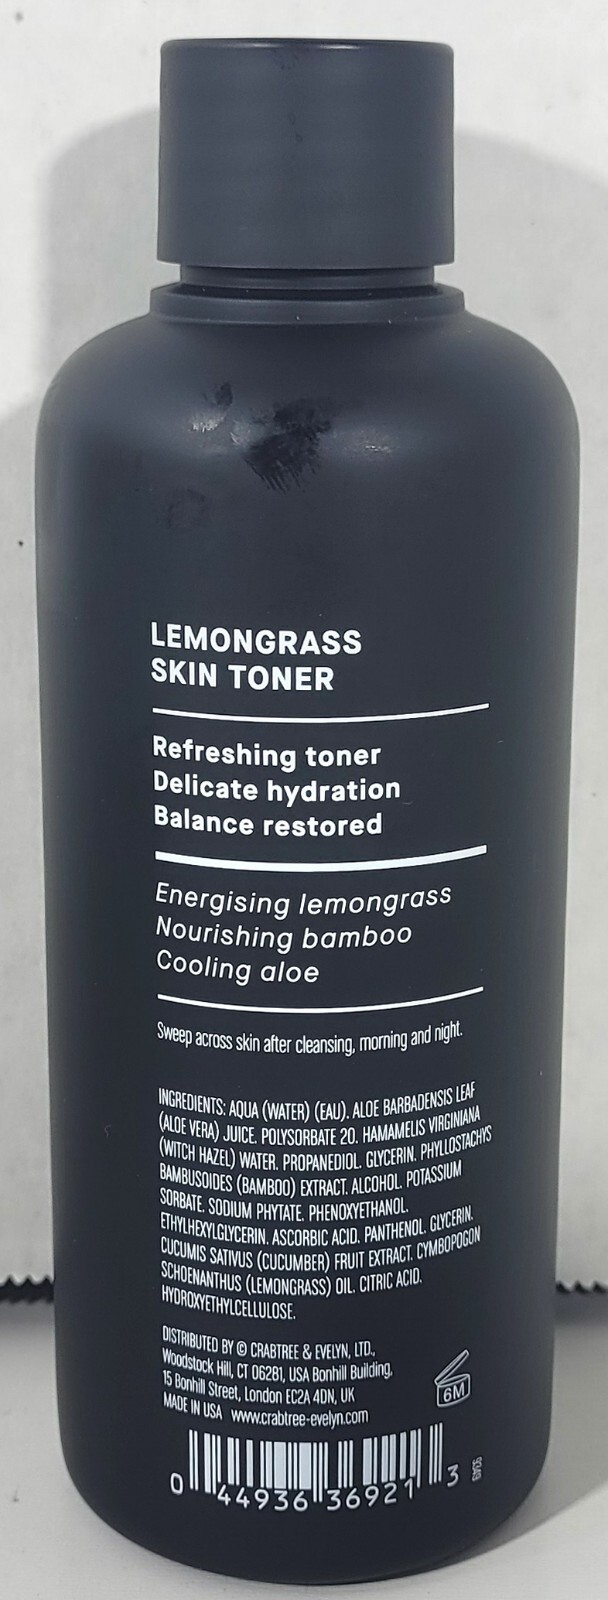 LEMONGRASS
SKIN TONER
Refreshing toner
Delicate hydration
Balance restored
Energising lemongrass
Nourishing bamboo
Cooling aloe
Sweep across skin after cleansing, morning and night.
INGREDIENTS: AQUA (WATER) (EAU). ALOE BARBADENSIS LEAF
(ALOE VERA) JUICE. POLYSORBATE 20. HAMAMELIS VIRGINIANA
(WITCH HAZEL) WATER. PROPANEDIOL. GLYCERIN. PHYLLOSTACHYS
BAMBUSOIDES (BAMBOO) EXTRACT. ALCOHOL. POTASSIUM
SORBATE. SODIUM PHYTATE. PHENOXYETHANOL.
ETHYLHEXYLGLYCERIN. ASCORBIC ACID. PANTHENOL. GLYCERIN.
CUCUMIS SATIVUS (CUCUMBER) FRUIT EXTRACT. CYMBOPOGON
SCHOENANTHUS (LEMONGRASS) OIL. CITRIC ACID.
HYDROXYETHYLCELLULOSE.
DISTRIBUTED BY © CRABTREE & EVELYN, LTD.,
Woodstock Hill, CT 06281, USA Bonhill Building,
15 Bonhill Street, London EC2A 4DN, UK
MADE IN USA www.crabtree-evelyn.com
6M
0 44936 36921 3